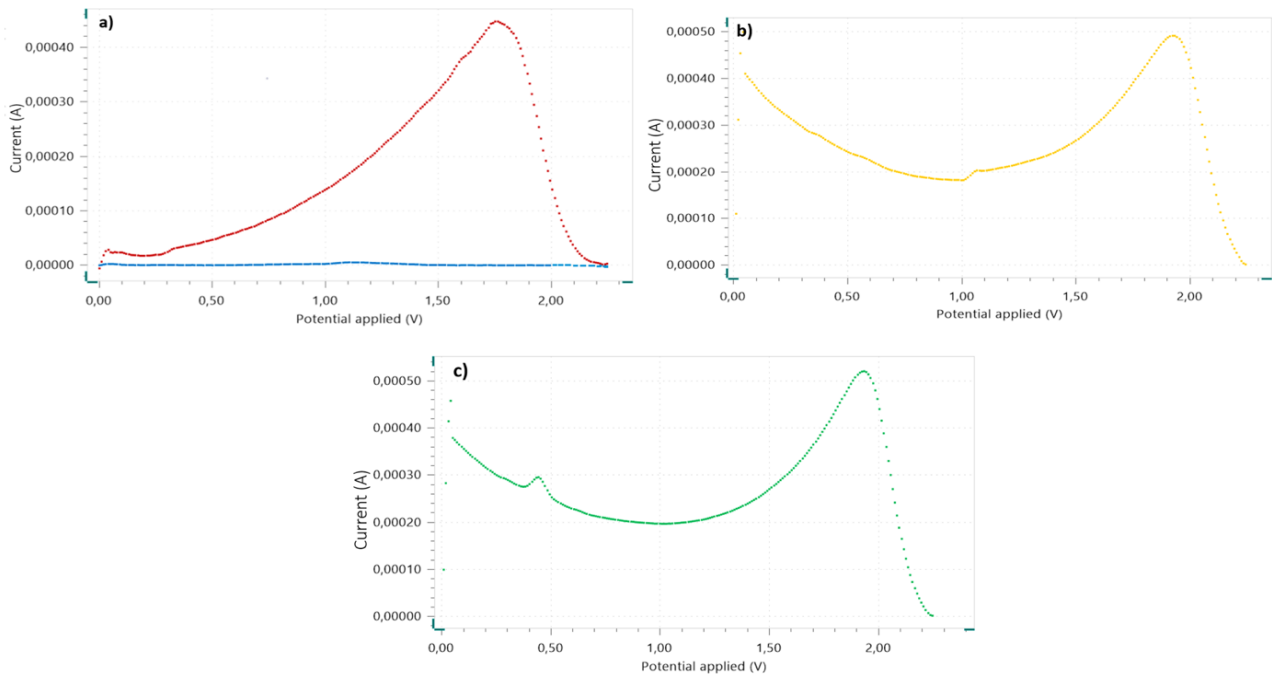 a)
Current (A)
0,00040
0,00030
0,00020
0,00010
0,00000
0,00 0,50 1,00 1,50 2,00
Potential applied (V)
b)
Current (A)
0,00050
0,00040
0,00030
0,00020
0,00010
0,00000
0,00 0,50 1,00 1,50 2,00
Potential applied (V)
c)
Current (A)
0,00050
0,00040
0,00030
0,00020
0,00010
0,00000
0,00 0,50 1,00 1,50 2,00
Potential applied (V)